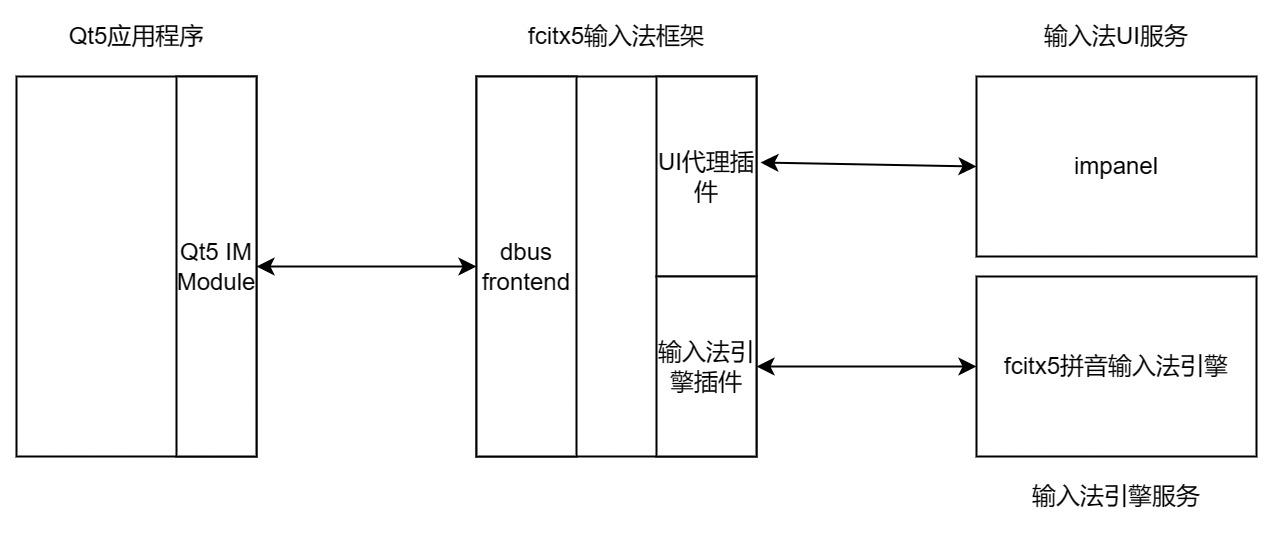 Qt5应用程序
fcitx5输入法框架
输入法UI服务
Qt5 IM
Module
dbus
frontend
UI代理插
件
输入法引
擎插件
impanel
fcitx5拼音输入法引擎
输入法引擎服务